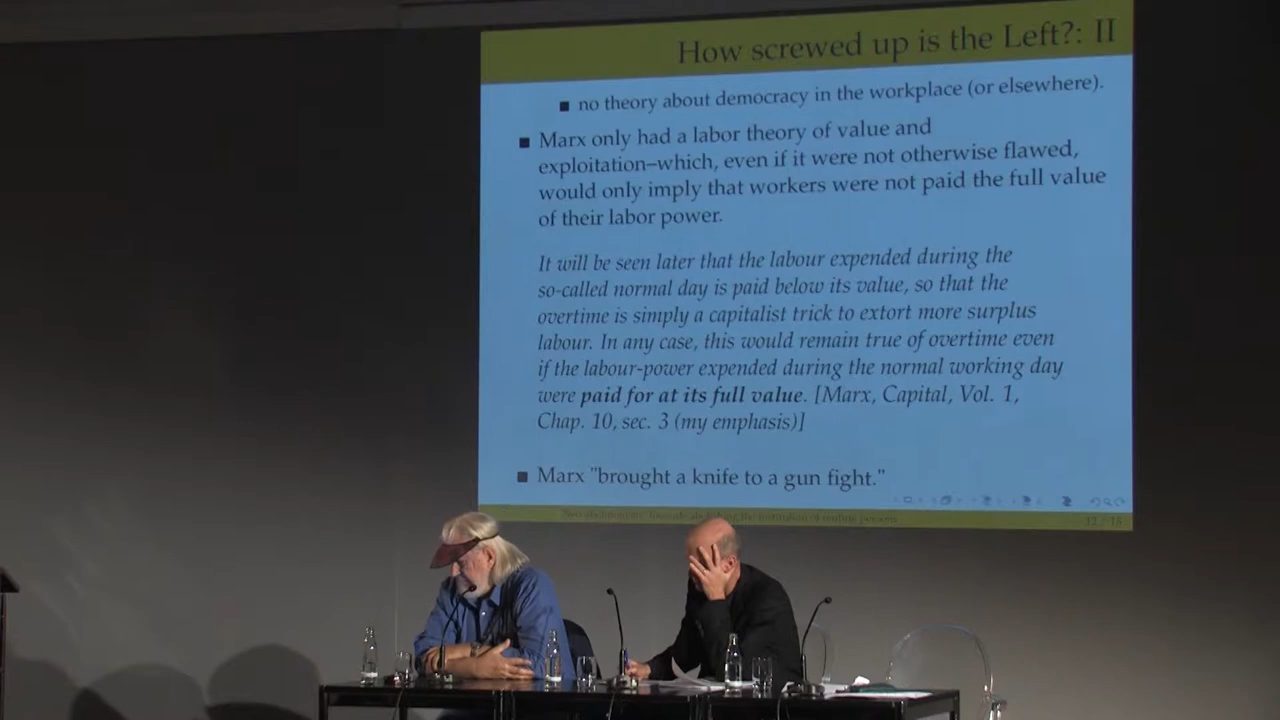 How screwed up is the Left?: II
■ no theory about democracy in the workplace (or elsewhere).
■ Marx only had a labor theory of value and
exploitation–which, even if it were not otherwise flawed,
would only imply that workers were not paid the full value
of their labor power.
It will be seen later that the labour expended during the
so-called normal day is paid below its value, so that the
overtime is simply a capitalist trick to extort more surplus
labour. In any case, this would remain true of overtime even
if the labour-power expended during the normal working day
were paid for at its full value. [Marx, Capital, Vol. 1,
Chap. 10, sec. 3 (my emphasis)]
■ Marx "brought a knife to a gun fight."